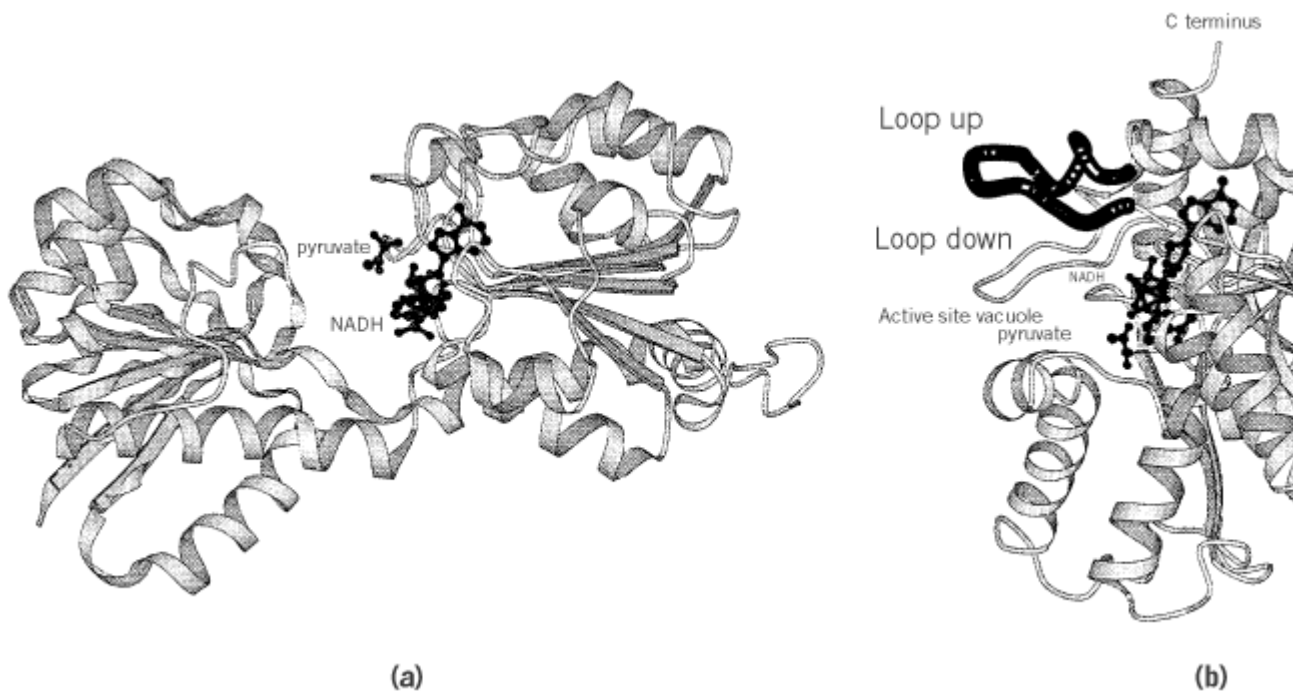 pyruvate
NADH
(a)
C terminus
Loop up
Loop down
NADH
Active site vacuole
pyruvate
(b)